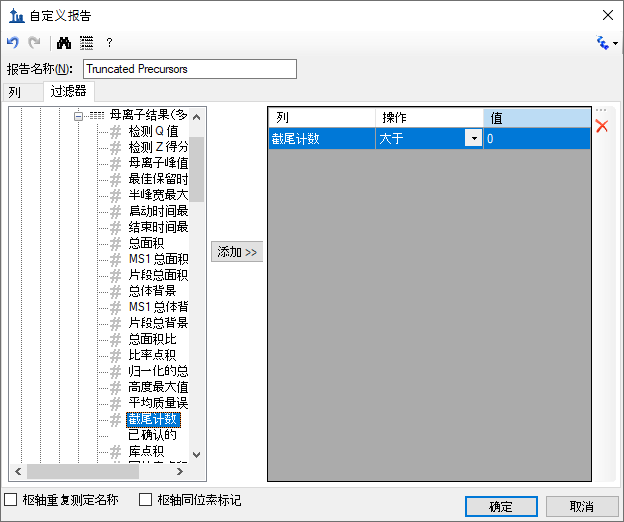 自定义报告
?
报告名称(N):
Truncated Precursors
列
过滤器
母离子结果(多
检测 Q 值
检测 Z 得分
母离子峰值
最佳保留时
半峰宽最大
启动时间最
结束时间最
总面积
MS1 总面积
片段总面积
总体背景
MS1 总体背
片段总背景
总面积比
比率点积
归一化的总
高度最大值
平均质量误
截尾计数
已确认的
库点积
添加 >>
列 操作 值
截尾计数 大于 0
枢轴重复测定名称
枢轴同位素标记
确定
取消